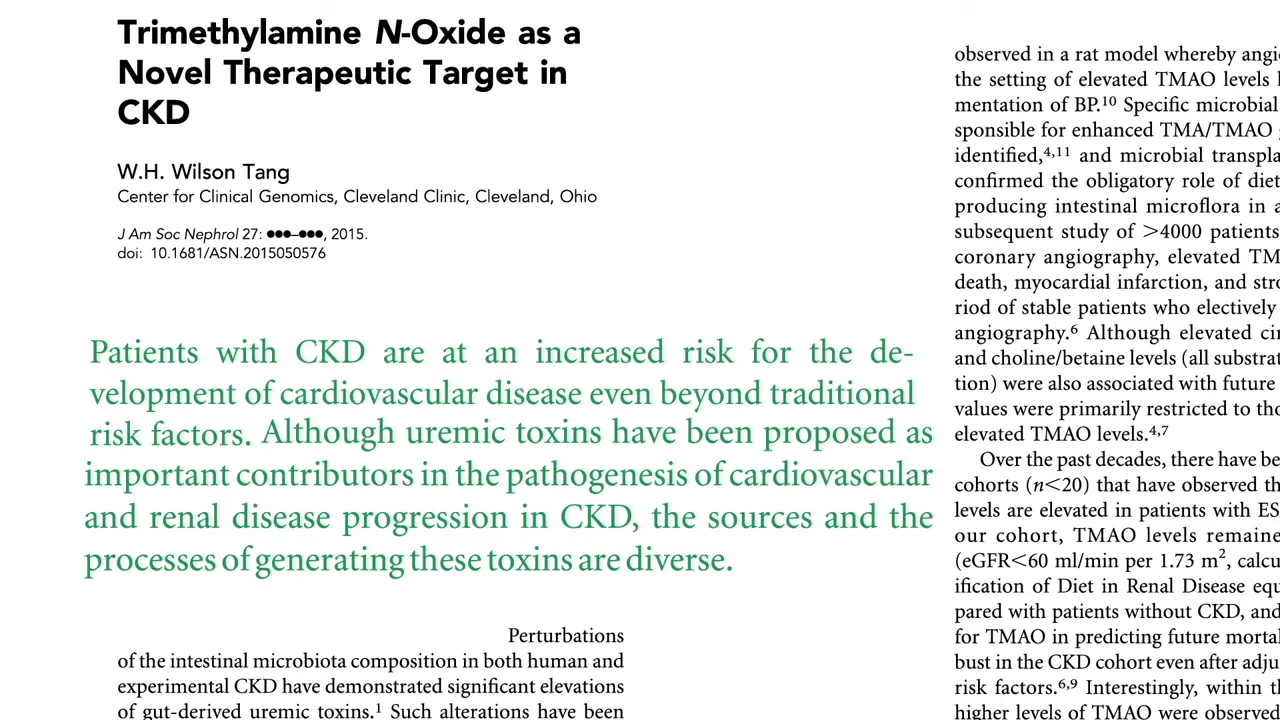 Trimethylamine N-Oxide as a
Novel Therapeutic Target in
CKD
W.H. Wilson Tang
Center for Clinical Genomics, Cleveland Clinic, Cleveland, Ohio
J Am Soc Nephrol 27: ●●●–●●●, 2015.
doi: 10.1681/ASN.2015050576
Patients with CKD are at an increased risk for the de-
velopment of cardiovascular disease even beyond traditional
risk factors. Although uremic toxins have been proposed as
important contributors in the pathogenesis of cardiovascular
and renal disease progression in CKD, the sources and the
processes of generating these toxins are diverse.
Perturbations
of the intestinal microbiota composition in both human and
experimental CKD have demonstrated significant elevations
of gut-derived uremic toxins.¹ Such alterations have been
observed in a rat model whereby
the setting of elevated TMAO levels
mentation of BP.¹⁰ Specific microbial
sponsible for enhanced TMA/TMAO
identified,⁴,¹¹ and microbial
confirmed the obligatory role of
producing intestinal microflora in
subsequent study of >4000 patients
coronary angiography, elevated
death, myocardial infarction, and
riod of stable patients who electively
angiography.⁶ Although elevated
and choline/betaine levels (all
tion) were also associated with future
values were primarily restricted to
elevated TMAO levels.⁴,⁷
Over the past decades, there have
cohorts (n<20) that have observed
levels are elevated in patients with
our cohort, TMAO levels
(eGFR<60 ml/min per 1.73 m²,
ification of Diet in Renal Disease
pared with patients without CKD, and
for TMAO in predicting future
bust in the CKD cohort even after
risk factors.⁶,⁹ Interestingly, within
higher levels of TMAO were observed